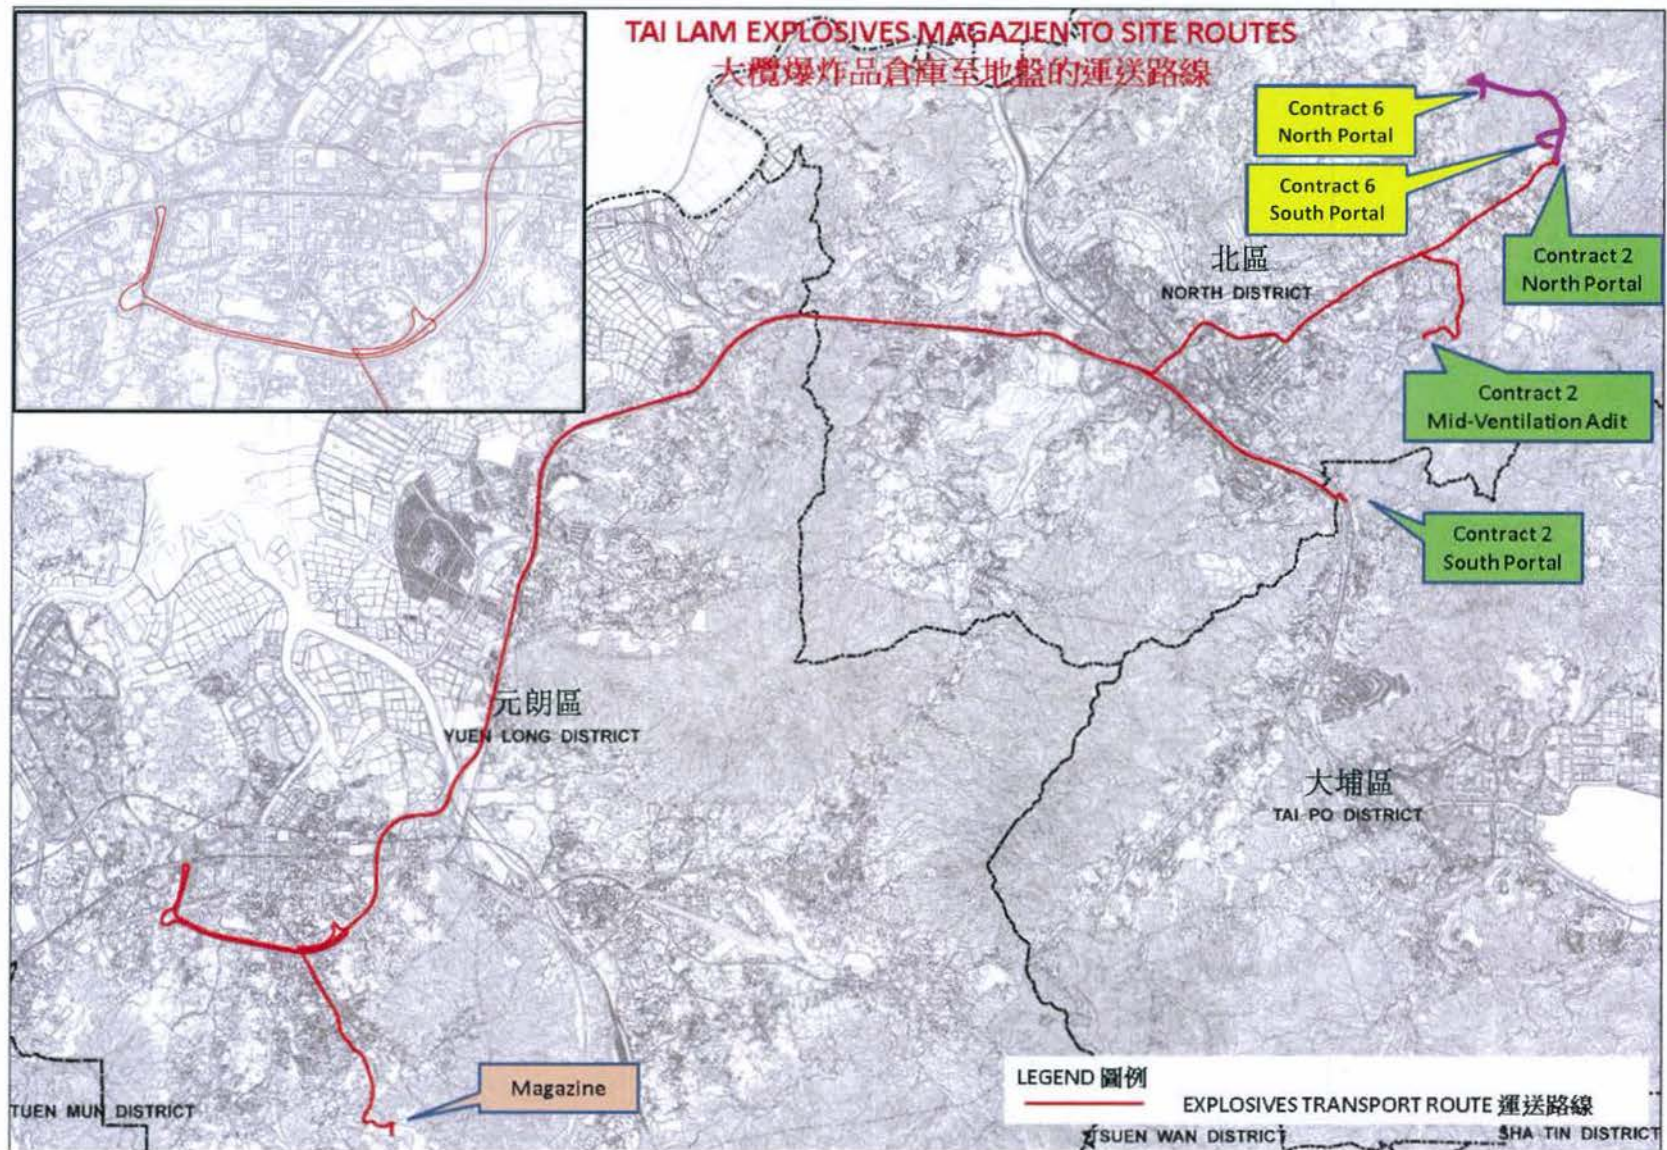 TAI LAM EXPLOSIVES MAGAZIEN TO SITE ROUTES
大欖爆炸品倉庫至地盤的運送路線
Contract 6
North Portal
Contract 6
South Portal
北區
NORTH DISTRICT
Contract 2
North Portal
Contract 2
Mid-Ventilation Adit
Contract 2
South Portal
元朗區
YUEN LONG DISTRICT
大埔區
TAI PO DISTRICT
Magazine
LEGEND 圖例
EXPLOSIVES TRANSPORT ROUTE 運送路線
TUEN MUN DISTRICT
TSUEN WAN DISTRICT
SHA TIN DISTRICT